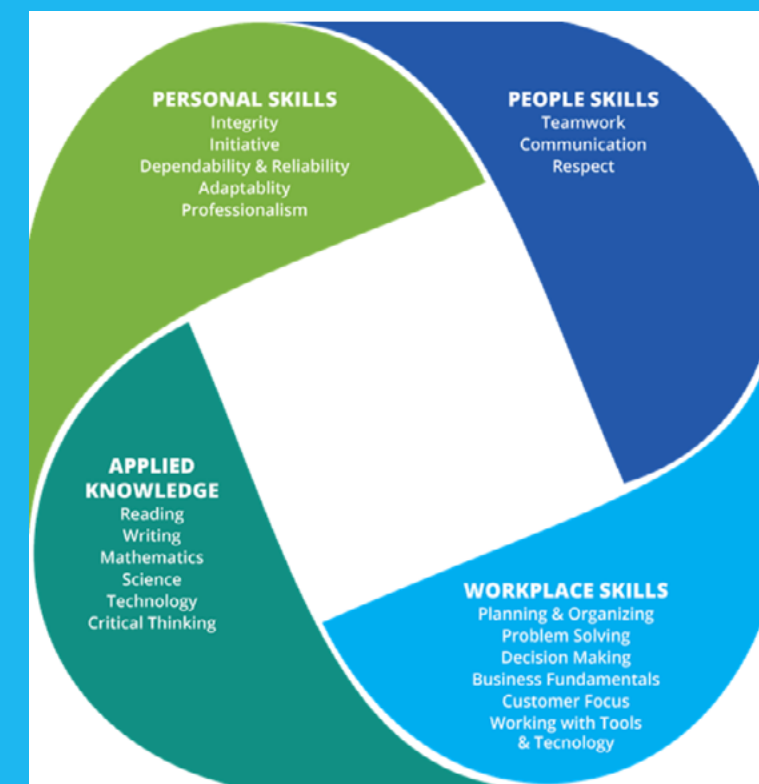 PERSONAL SKILLS
Integrity
Initiative
Dependability & Reliability
Adaptablity
Professionalism
PEOPLE SKILLS
Teamwork
Communication
Respect
APPLIED
KNOWLEDGE
Reading
Writing
Mathematics
Science
Technology
Critical Thinking
WORKPLACE SKILLS
Planning & Organizing
Problem Solving
Decision Making
Business Fundamentals
Customer Focus
Working with Tools
& Tecnology